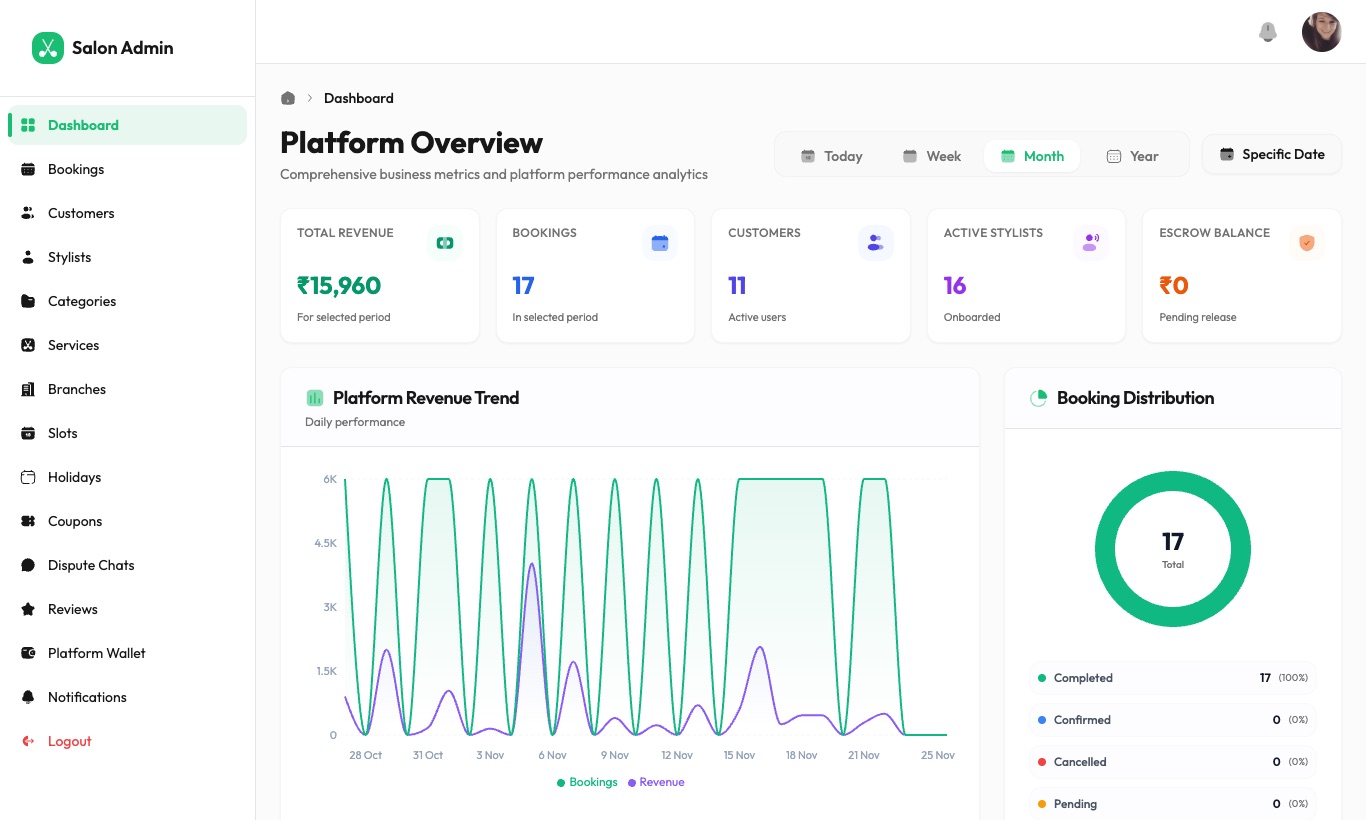 Salon Admin
Dashboard
Bookings
Customers
Stylists
Categories
Services
Branches
Slots
Holidays
Coupons
Dispute Chats
Reviews
Platform Wallet
Notifications
Logout
Dashboard
Platform Overview
Comprehensive business metrics and platform performance analytics
Today
Week
Month
Year
Specific Date
TOTAL REVENUE
₹15,960
For selected period
BOOKINGS
17
In selected period
CUSTOMERS
11
Active users
ACTIVE STYLISTS
16
Onboarded
ESCROW BALANCE
₹0
Pending release
Platform Revenue Trend
Daily performance
6K
4.5K
3K
1.5K
0
28 Oct 31 Oct 3 Nov 6 Nov 9 Nov 12 Nov 15 Nov 18 Nov 21 Nov 25 Nov
Bookings Revenue
Booking Distribution
17
Total
Completed 17 (100%)
Confirmed 0 (0%)
Cancelled 0 (0%)
Pending 0 (0%)